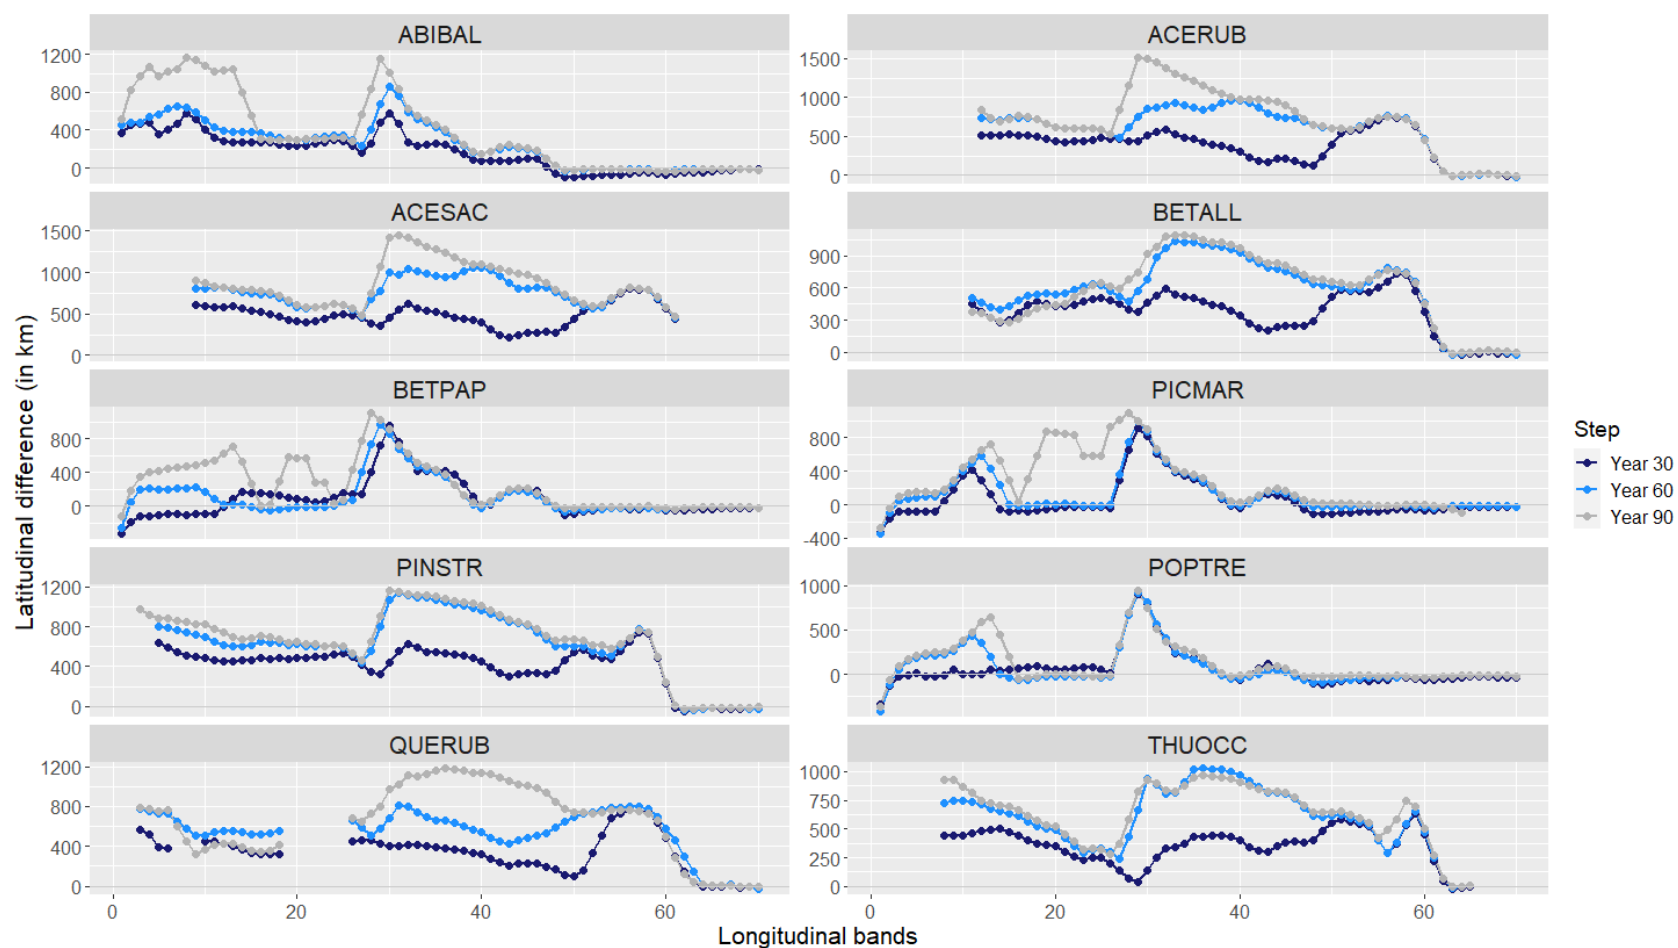 ABIBAL
ACERUB
1200
800
400
0
1500
1000
500
0
ACESAC
BETALL
1500
1000
500
0
900
600
300
0
BETPAP
PICMAR
800
400
0
800
400
0
-400
PINSTR
POPTRE
1200
800
400
0
1000
500
0
QUERUB
THUOCC
1200
800
400
0
1000
750
500
250
0
0 20 40 60
0 20 40 60
Longitudinal bands
Latitudinal difference (in km)
Step
Year 30
Year 60
Year 90